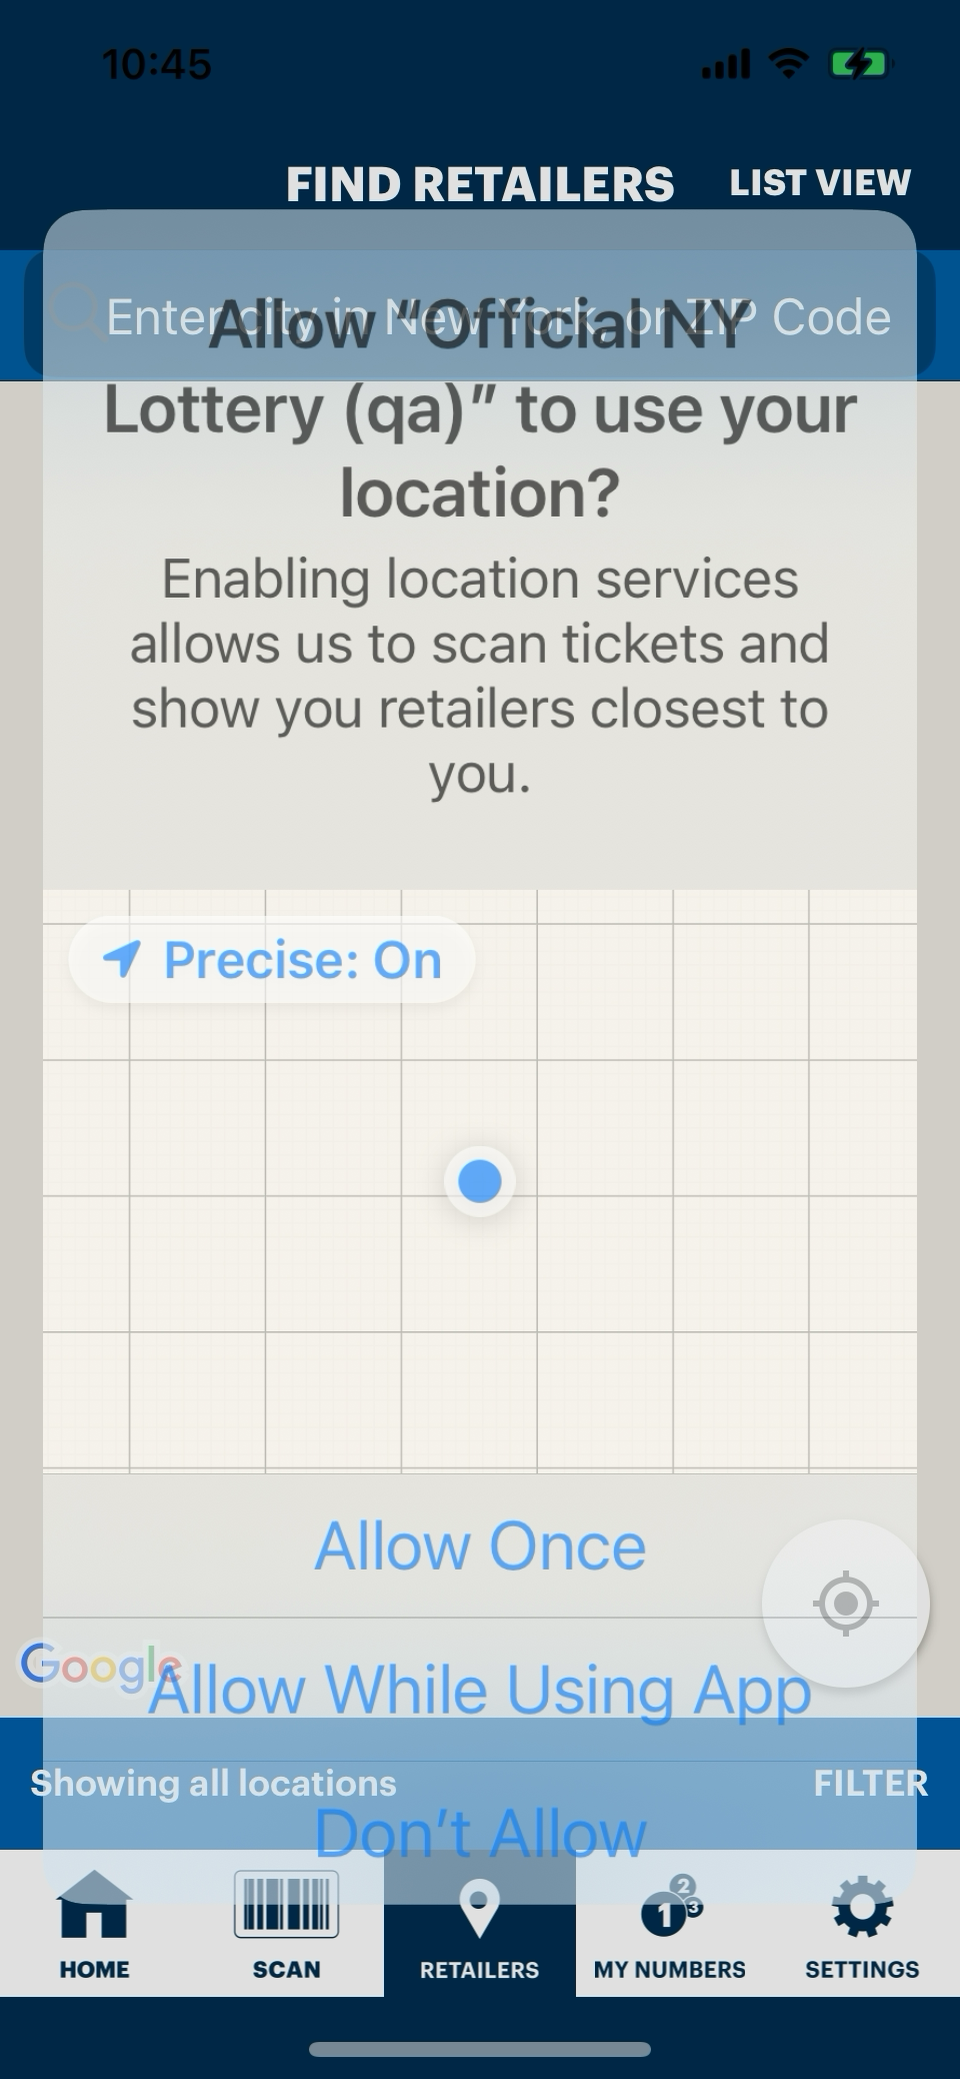 10:45
FIND RETAILERS
LIST VIEW
Enter city in New York, or ZIP Code
Allow “Official NY
Lottery (qa)” to use your
location?
Enabling location services
allows us to scan tickets and
show you retailers closest to
you.
Precise: On
Allow Once
Google
Allow While Using App
Showing all locations
FILTER
Don’t Allow
1 2 3
HOME
SCAN
RETAILERS
MY NUMBERS
SETTINGS